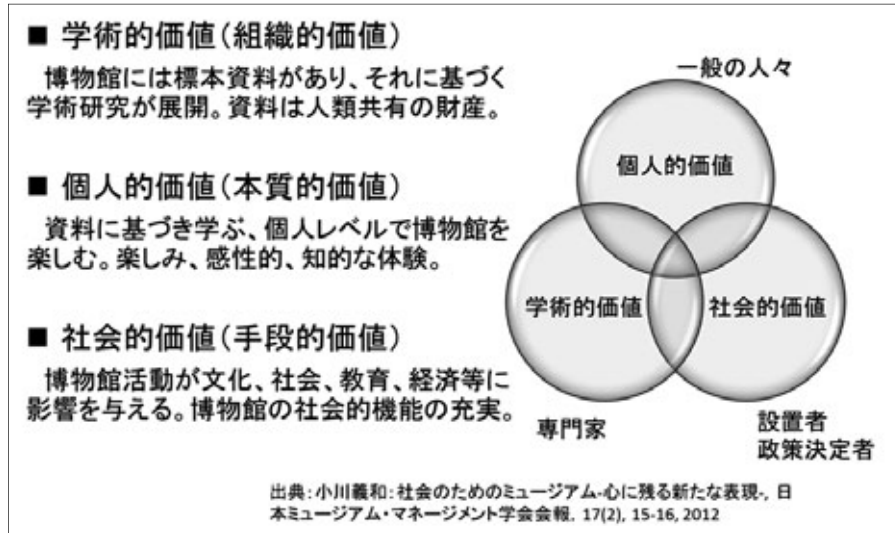 ■ 学術的価値(組織的価値)
博物館には標本資料があり、それに基づく
学術研究が展開。資料は人類共有の財産。
■ 個人的価値(本質的価値)
資料に基づき学ぶ、個人レベルで博物館を
楽しむ。楽しみ、感性的、知的な体験。
■ 社会的価値(手段的価値)
博物館活動が文化、社会、教育、経済等に
影響を与える。博物館の社会的機能の充実。
一般の人々
個人的価値
学術的価値
社会的価値
専門家
設置者
政策決定者
出典:小川義和:社会のためのミュージアム-心に残る新たな表現-, 日
本ミュージアム・マネージメント学会会報, 17(2), 15-16, 2012